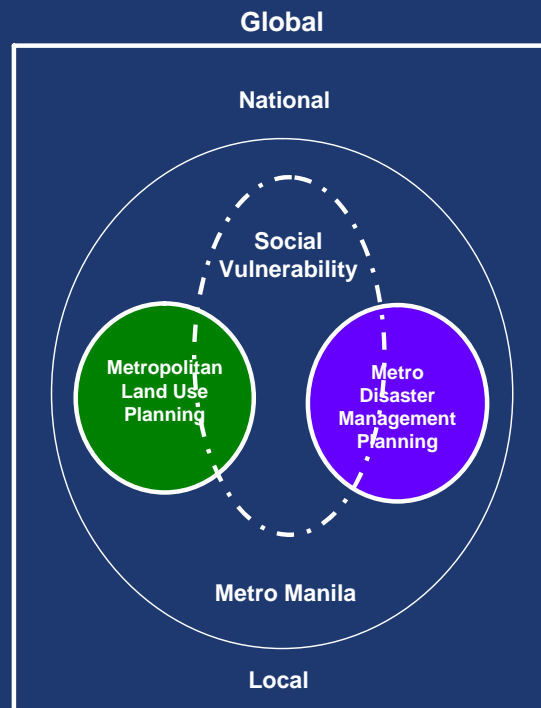 Global
National
Social
Vulnerability
Metropolitan
Land Use
Planning
Metro
Disaster
Management
Planning
Metro Manila
Local